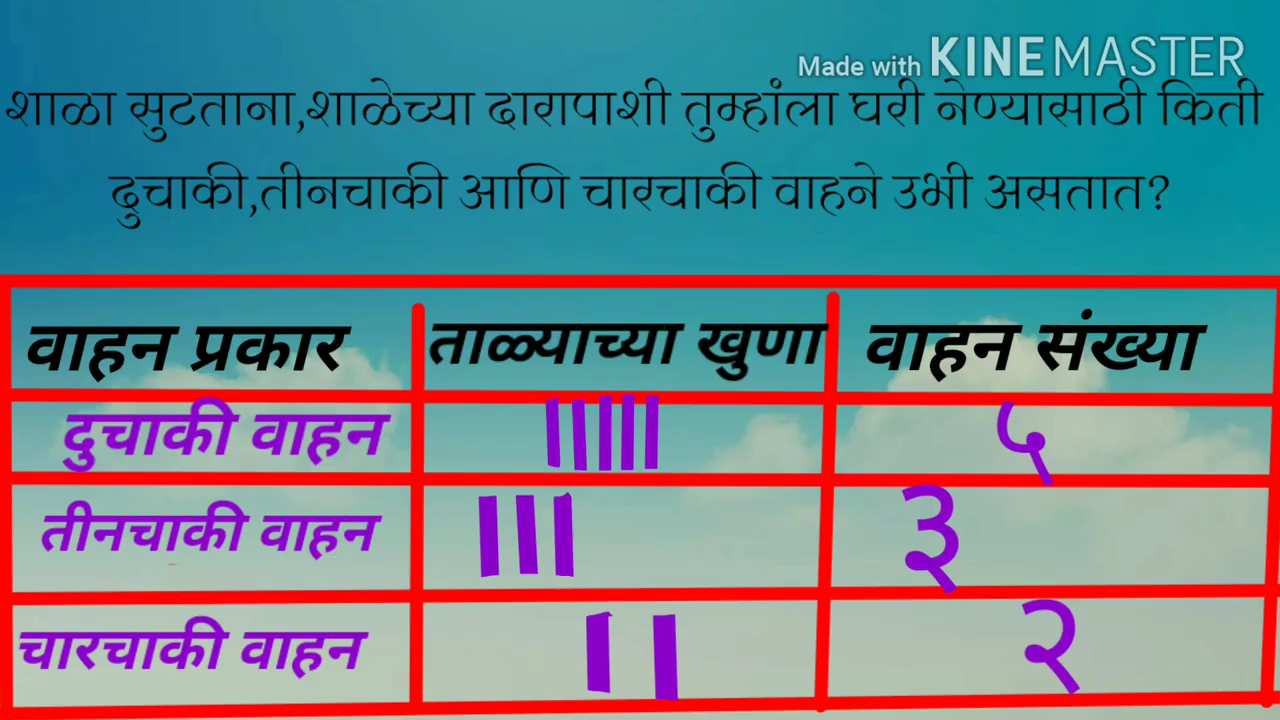 Made with KINEMASTER
शाळा सुटताना,शाळेच्या दारापाशी तुम्हांला घरी नेण्यासाठी किती
दुचाकी,तीनचाकी आणि चारचाकी वाहने उभी असतात?
वाहन प्रकार ताळ्याच्या खुणा वाहन संख्या
दुचाकी वाहन ||||| ५
तीनचाकी वाहन ||| ३
चारचाकी वाहन || २